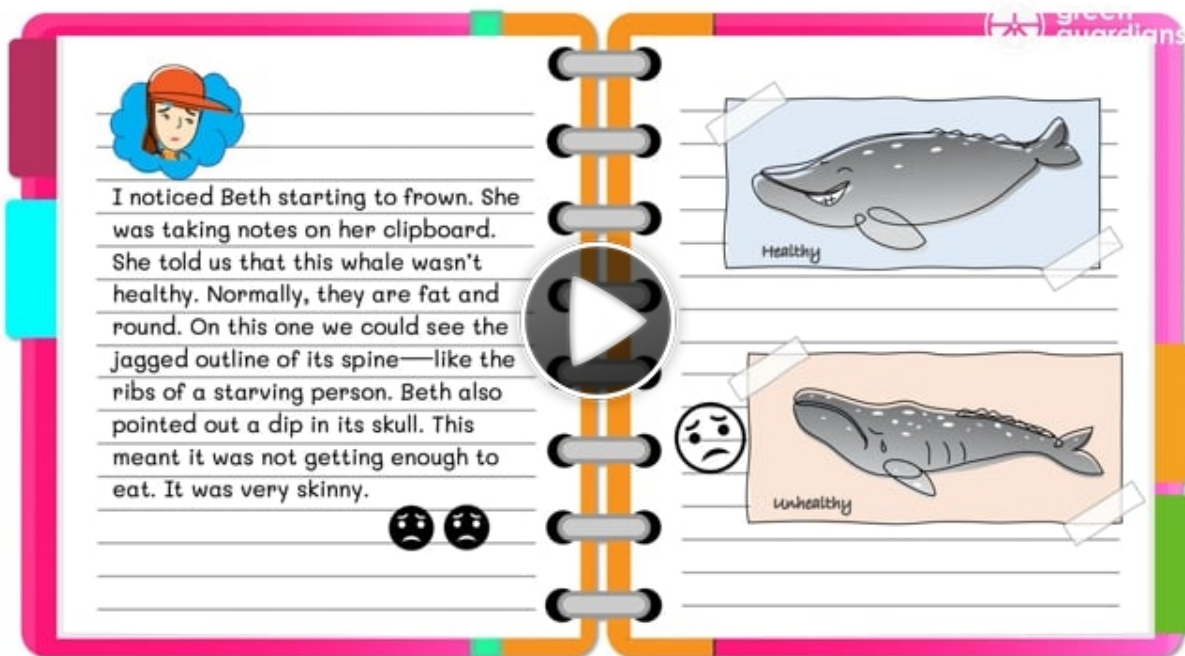 green
guardians
I noticed Beth starting to frown. She
was taking notes on her clipboard.
She told us that this whale wasn't
healthy. Normally, they are fat and
round. On this one we could see the
jagged outline of its spine—like the
ribs of a starving person. Beth also
pointed out a dip in its skull. This
meant it was not getting enough to
eat. It was very skinny.
Healthy
Unhealthy